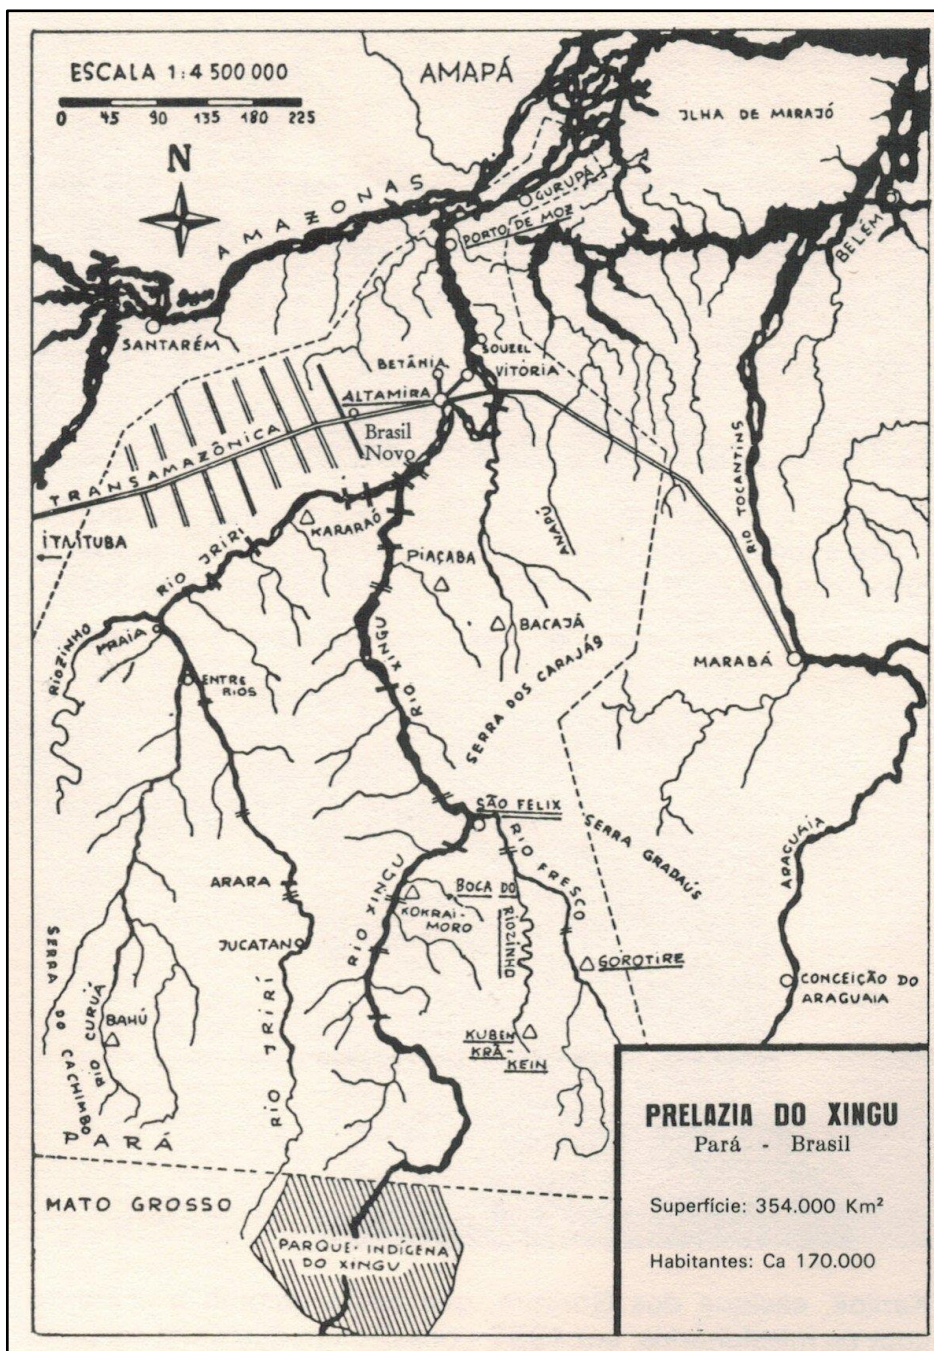 ESCALA 1:4 500 000
0 45 90 135 180 225
N
AMAPÁ
ILHA DE MARAJÓ
AMAZONAS
GURUPÁ
PORTO DE MOZ
BELÉM
SANTARÉM
SOUZEL
BETÂNIA
VITÓRIA
ALTAMIRA
Brasil
Novo
TRANSAMAZÔNICA
RIO TOCANTINS
ITAITUBA
KARARAÔ
ANAPÚ
RIO IRIRI
PIAÇABA
RIOZINHO
PRAIA
BACAJÁ
RIO XINGU
ENTRE
RIOS
SERRA DOS CARAJÁS
MARABÁ
SÃO FELIX
RIO FRESCO
SERRA GRADAÚS
ARAGUAIA
ARARA
RIO XINGU
KOKRAI-
MORO
BOCA DO
RIOZINHO
JUCATAN
GOROTIRE
CONCEIÇÃO DO
ARAGUAIA
SERRA DO CACHIMBO
RIO CURUÁ
BAHÚ
RIO IRIRÍ
KUBEN
KRÃ-
KEIN
PARÁ
MATO GROSSO
PARQUE INDÍGENA
DO XINGU
PRELAZIA DO XINGU
Pará - Brasil
Superfície: 354.000 Km²
Habitantes: Ca 170.000